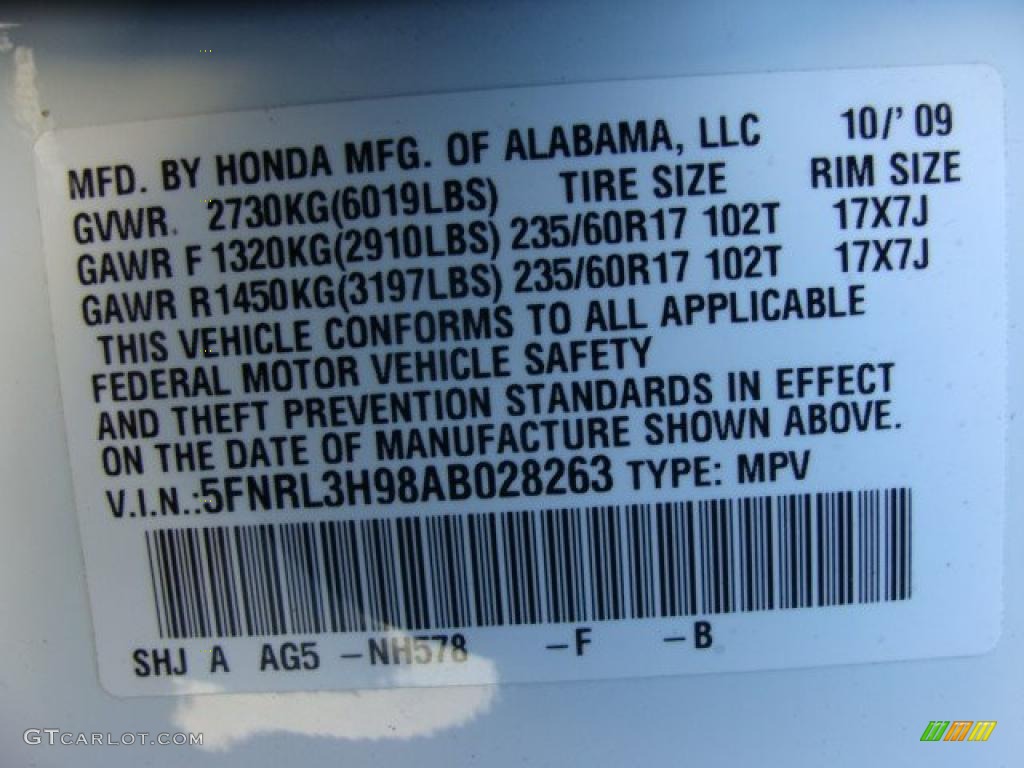 MFD. BY HONDA MFG. OF ALABAMA, LLC 10/' 09
GVWR. 2730KG(6019LBS) TIRE SIZE RIM SIZE
GAWR F 1320KG(2910LBS) 235/60R17 102T 17X7J
GAWR R1450KG(3197LBS) 235/60R17 102T 17X7J
THIS VEHICLE CONFORMS TO ALL APPLICABLE
FEDERAL MOTOR VEHICLE SAFETY
AND THEFT PREVENTION STANDARDS IN EFFECT
ON THE DATE OF MANUFACTURE SHOWN ABOVE.
V.I.N.:5FNRL3H98AB028263 TYPE: MPV
SHJ A AG5 –NH578 –F –B
GTCARLOT.COM